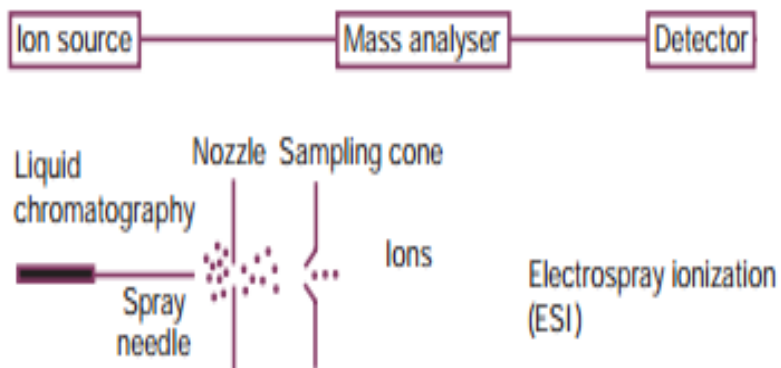 Ion source
Mass analyser
Detector
Nozzle
Sampling cone
Liquid
chromatography
Ions
Spray
needle
Electrospray ionization
(ESI)